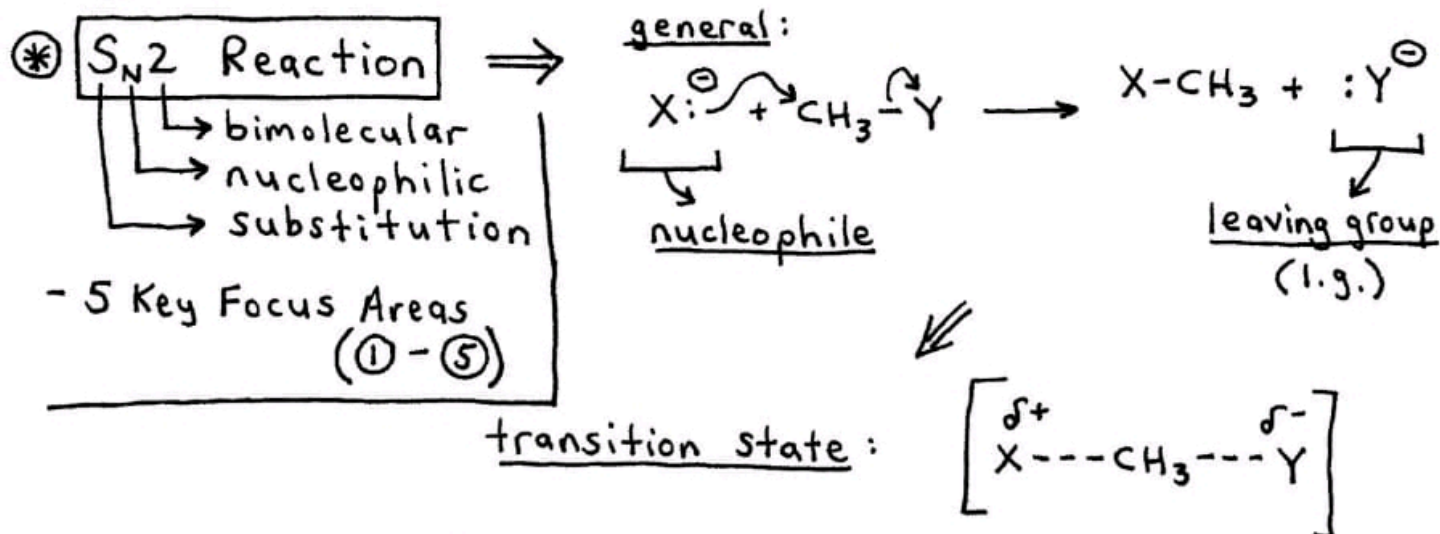 ⊛ S_N2 Reaction ⇒
→ bimolecular
→ nucleophilic
→ substitution
- 5 Key Focus Areas
(① - ⑤)
general:
X:⊖ + CH₃-Y → X-CH₃ + :Y⊖
nucleophile
leaving group
(l.g.)
transition state:
[X---CH₃---Y]
δ+ δ-